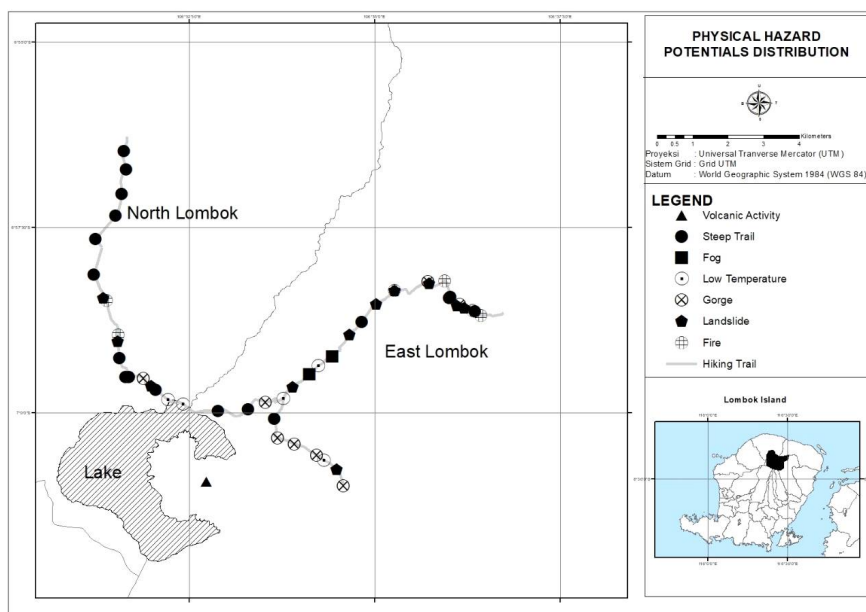 PHYSICAL HAZARD
POTENTIALS DISTRIBUTION
Kilometers
0 0,5 1 2 3 4
Proyeksi : Universal Tranverse Mercator (UTM)
Sistem Grid : Grid UTM
Datum : World Geographic System 1984 (WGS 84)
LEGEND
Volcanic Activity
Steep Trail
Fog
Low Temperature
Gorge
Landslide
Fire
Hiking Trail
Lombok Island
North Lombok
East Lombok
Lake